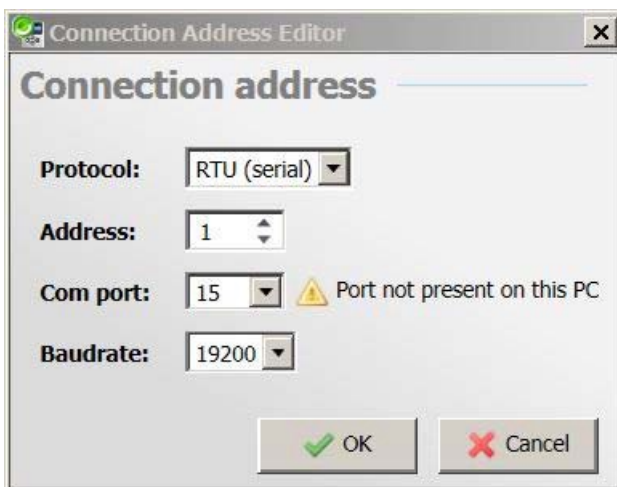 Connection Address Editor
Connection address
Protocol: RTU (serial)
Address: 1
Com port: 15 Port not present on this PC
Baudrate: 19200
OK Cancel